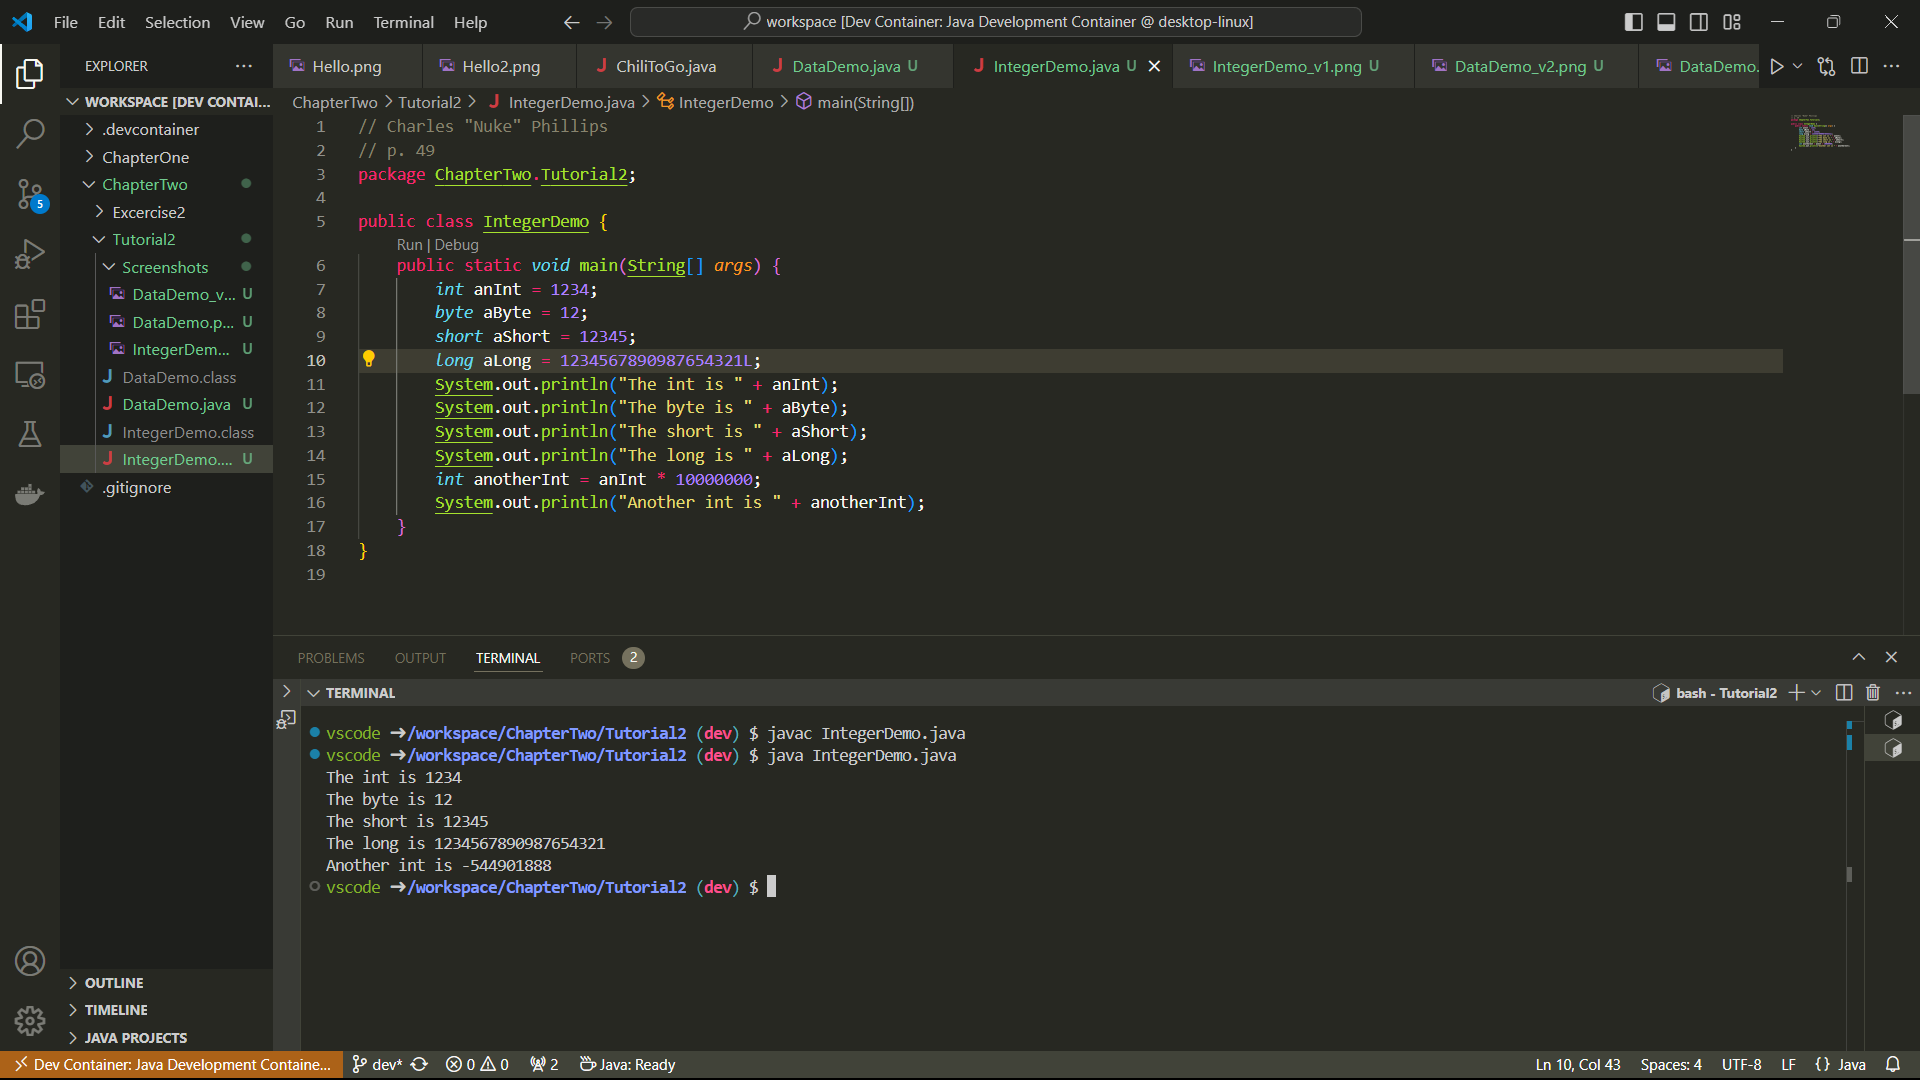 File Edit Selection View Go Run Terminal Help
workspace [Dev Container: Java Development Container @ desktop-linux]
EXPLORER
Hello.png Hello2.png ChiliToGo.java DataDemo.java U IntegerDemo.java U IntegerDemo_v1.png U DataDemo_v2.png U DataDemo.
WORKSPACE [DEV CONTAI...
.devcontainer
ChapterOne
ChapterTwo
Excercise2
Tutorial2
Screenshots
DataDemo_v... U
DataDemo.p... U
IntegerDem... U
DataDemo.class
DataDemo.java U
IntegerDemo.class
IntegerDemo.... U
.gitignore
5
OUTLINE
TIMELINE
JAVA PROJECTS
ChapterTwo > Tutorial2 > IntegerDemo.java > IntegerDemo > main(String[])
1 // Charles "Nuke" Phillips
2 // p. 49
3 package ChapterTwo.Tutorial2;
4
5 public class IntegerDemo {
Run | Debug
6 public static void main(String[] args) {
7 int anInt = 1234;
8 byte aByte = 12;
9 short aShort = 12345;
10 long aLong = 1234567890987654321L;
11 System.out.println("The int is " + anInt);
12 System.out.println("The byte is " + aByte);
13 System.out.println("The short is " + aShort);
14 System.out.println("The long is " + aLong);
15 int anotherInt = anInt * 10000000;
16 System.out.println("Another int is " + anotherInt);
17 }
18 }
19
PROBLEMS OUTPUT TERMINAL PORTS 2
TERMINAL
bash - Tutorial2
vscode ➜/workspace/ChapterTwo/Tutorial2 (dev) $ javac IntegerDemo.java
vscode ➜/workspace/ChapterTwo/Tutorial2 (dev) $ java IntegerDemo.java
The int is 1234
The byte is 12
The short is 12345
The long is 1234567890987654321
Another int is -544901888
vscode ➜/workspace/ChapterTwo/Tutorial2 (dev) $
Dev Container: Java Development Containe... dev* 0 0 2 Java: Ready Ln 10, Col 43 Spaces: 4 UTF-8 LF {} Java